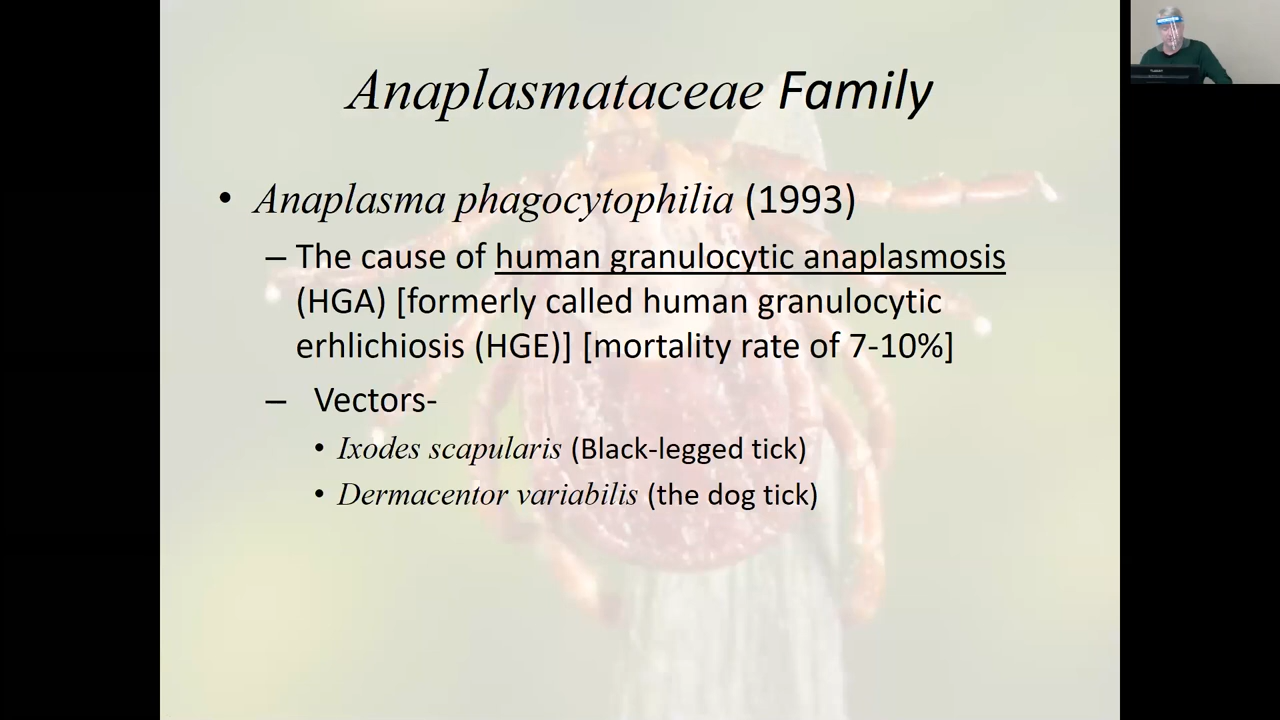 Anaplasmataceae Family
• Anaplasma phagocytophilia (1993)
– The cause of human granulocytic anaplasmosis
(HGA) [formerly called human granulocytic
erhlichiosis (HGE)] [mortality rate of 7-10%]
– Vectors-
• Ixodes scapularis (Black-legged tick)
• Dermacentor variabilis (the dog tick)